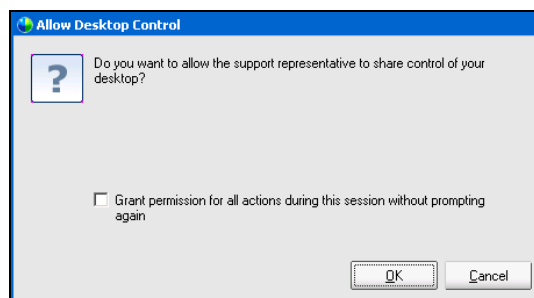 Allow Desktop Control
Do you want to allow the support representative to share control of your
desktop?
Grant permission for all actions during this session without prompting
again
OK
Cancel